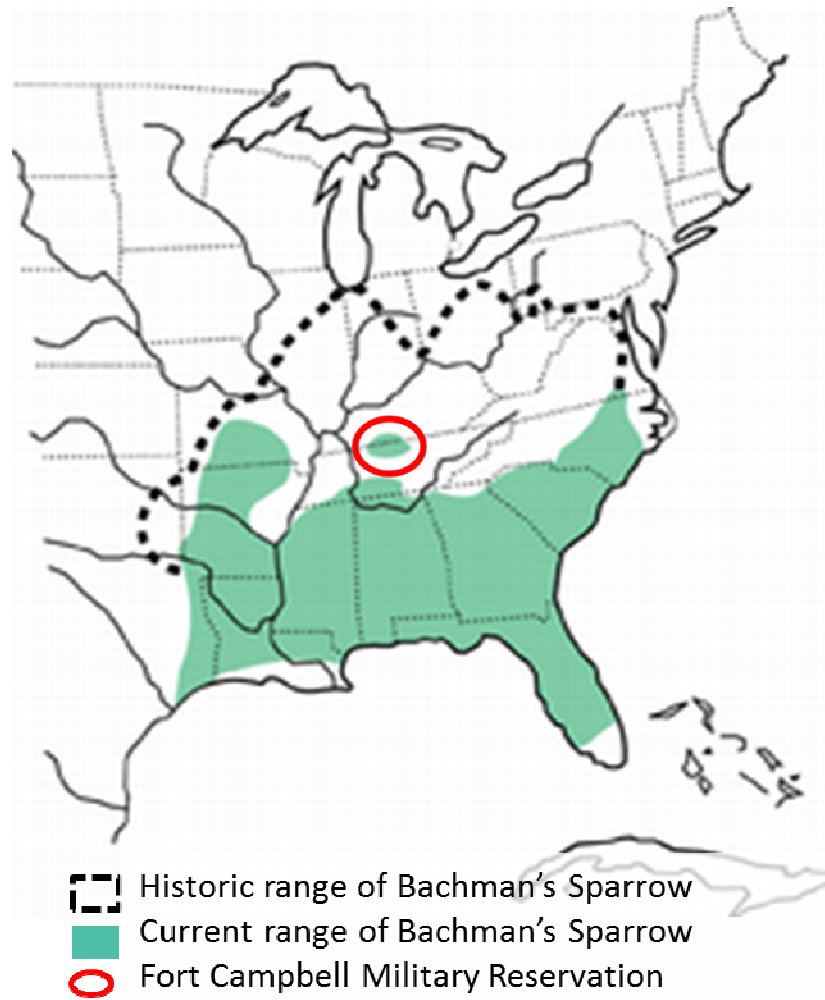 Historic range of Bachman's Sparrow
Current range of Bachman's Sparrow
Fort Campbell Military Reservation